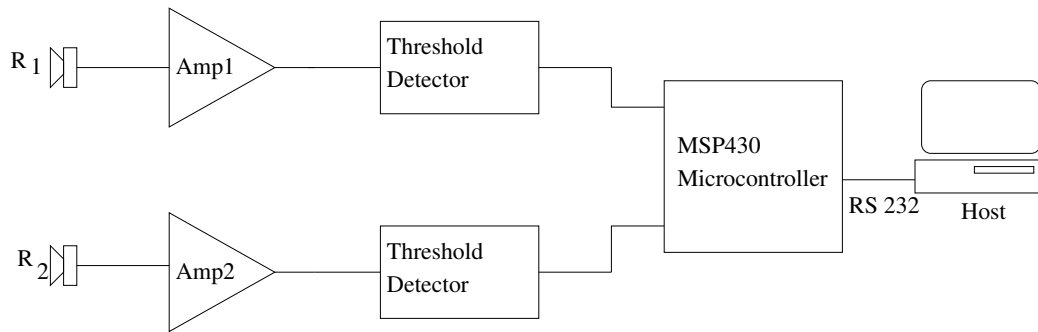 R 1
Amp1
Threshold
Detector
MSP430
Microcontroller
RS 232
Host
R 2
Amp2
Threshold
Detector